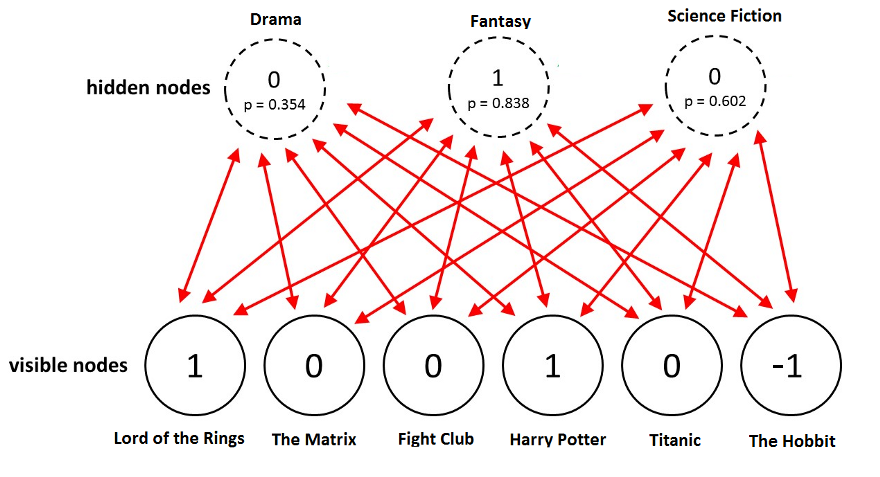 Drama
Fantasy
Science Fiction
hidden nodes
0
p = 0.354
1
p = 0.838
0
p = 0.602
visible nodes
1
0
0
1
0
-1
Lord of the Rings
The Matrix
Fight Club
Harry Potter
Titanic
The Hobbit